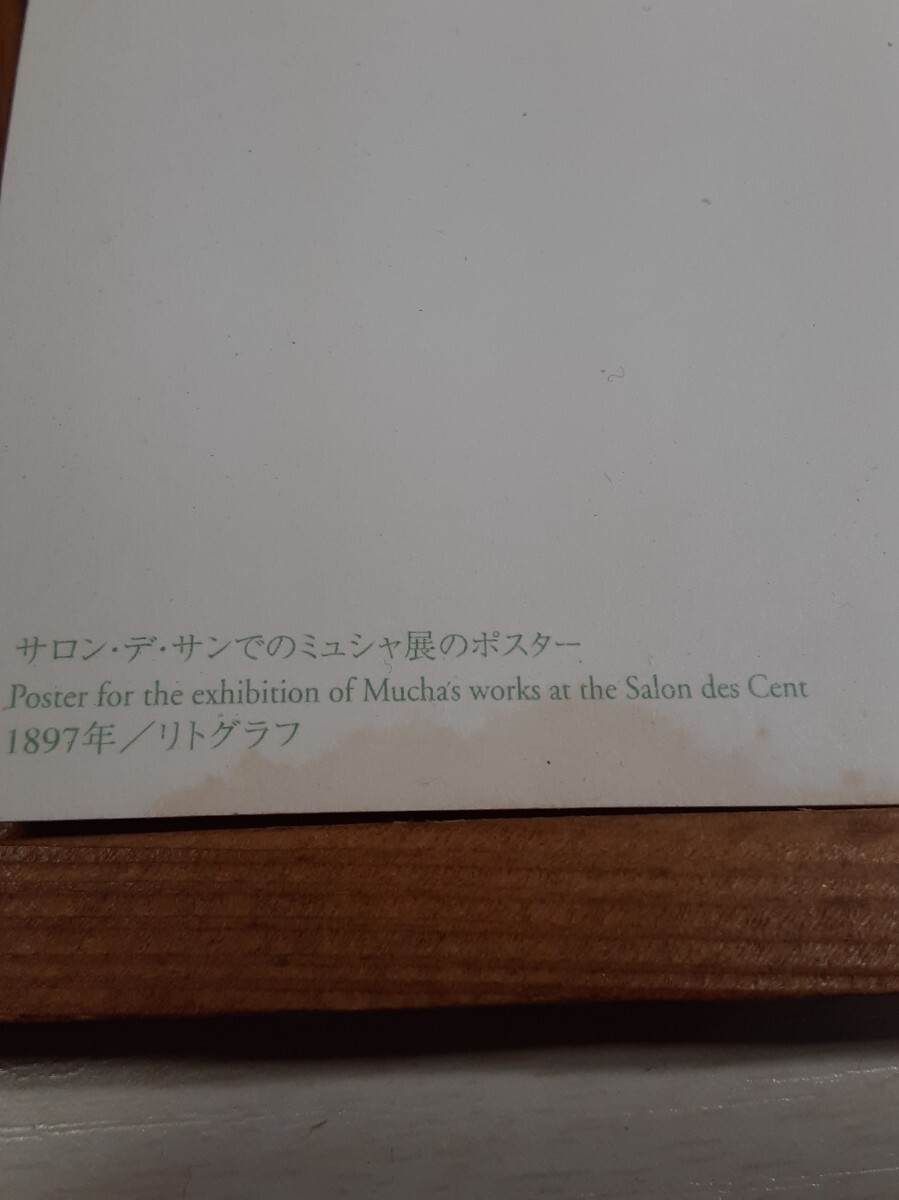 サロン・デ・サンでのミュシャ展のポスター
Poster for the exhibition of Mucha's works at the Salon des Cent
1897年／リトグラフ